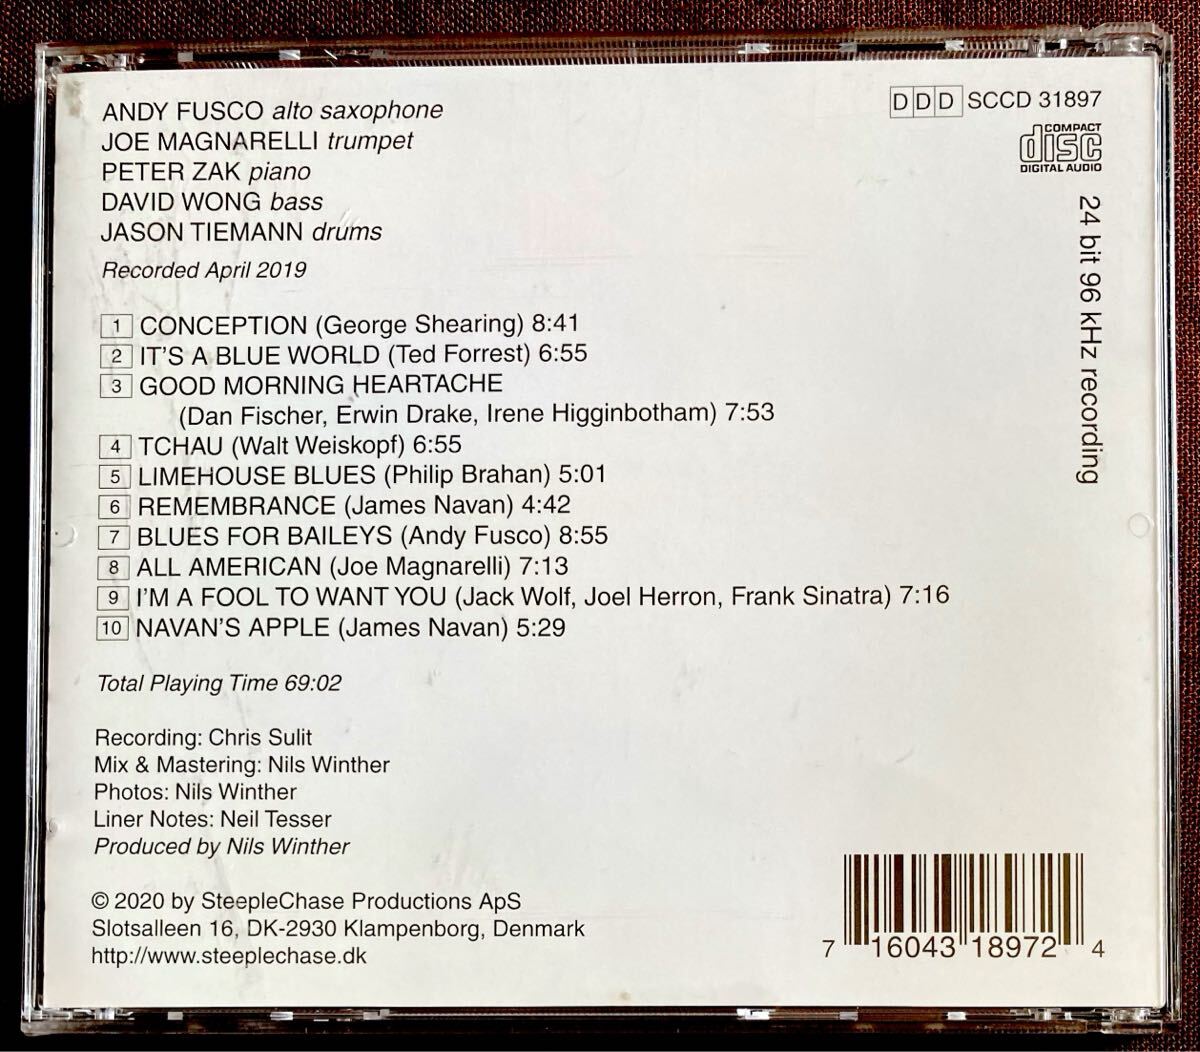 ANDY FUSCO alto saxophone
JOE MAGNARELLI trumpet
PETER ZAK piano
DAVID WONG bass
JASON TIEMANN drums
Recorded April 2019
DDD SCCD 31897
COMPACT
disc
DIGITAL AUDIO
24 bit 96 kHz recording
1 CONCEPTION (George Shearing) 8:41
2 IT'S A BLUE WORLD (Ted Forrest) 6:55
3 GOOD MORNING HEARTACHE
(Dan Fischer, Erwin Drake, Irene Higginbotham) 7:53
4 TCHAU (Walt Weiskopf) 6:55
5 LIMEHOUSE BLUES (Philip Brahan) 5:01
6 REMEMBRANCE (James Navan) 4:42
7 BLUES FOR BAILEYS (Andy Fusco) 8:55
8 ALL AMERICAN (Joe Magnarelli) 7:13
9 I'M A FOOL TO WANT YOU (Jack Wolf, Joel Herron, Frank Sinatra) 7:16
10 NAVAN'S APPLE (James Navan) 5:29
Total Playing Time 69:02
Recording: Chris Sulit
Mix & Mastering: Nils Winther
Photos: Nils Winther
Liner Notes: Neil Tesser
Produced by Nils Winther
© 2020 by SteepleChase Productions ApS
Slotsalleen 16, DK-2930 Klampenborg, Denmark
http://www.steeplechase.dk
7 16043 18972 4